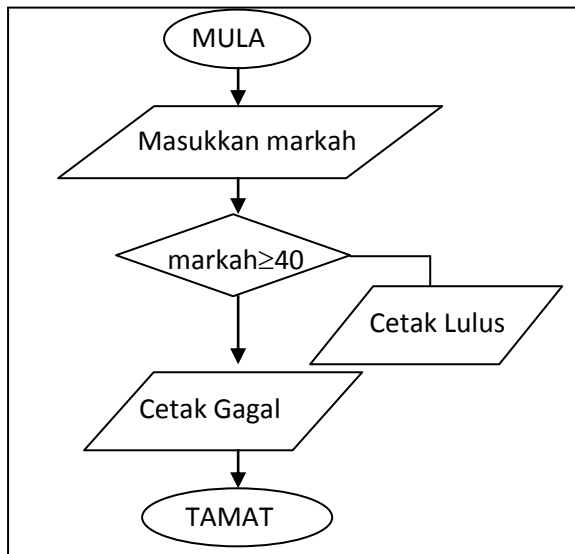 MULA
Masukkan markah
markah≥40
Cetak Lulus
Cetak Gagal
TAMAT